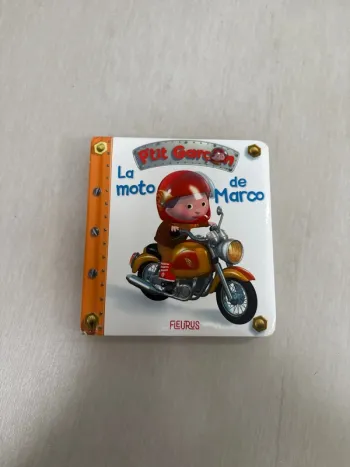 P'tit Garçon
La moto de Marco
FLEURUS